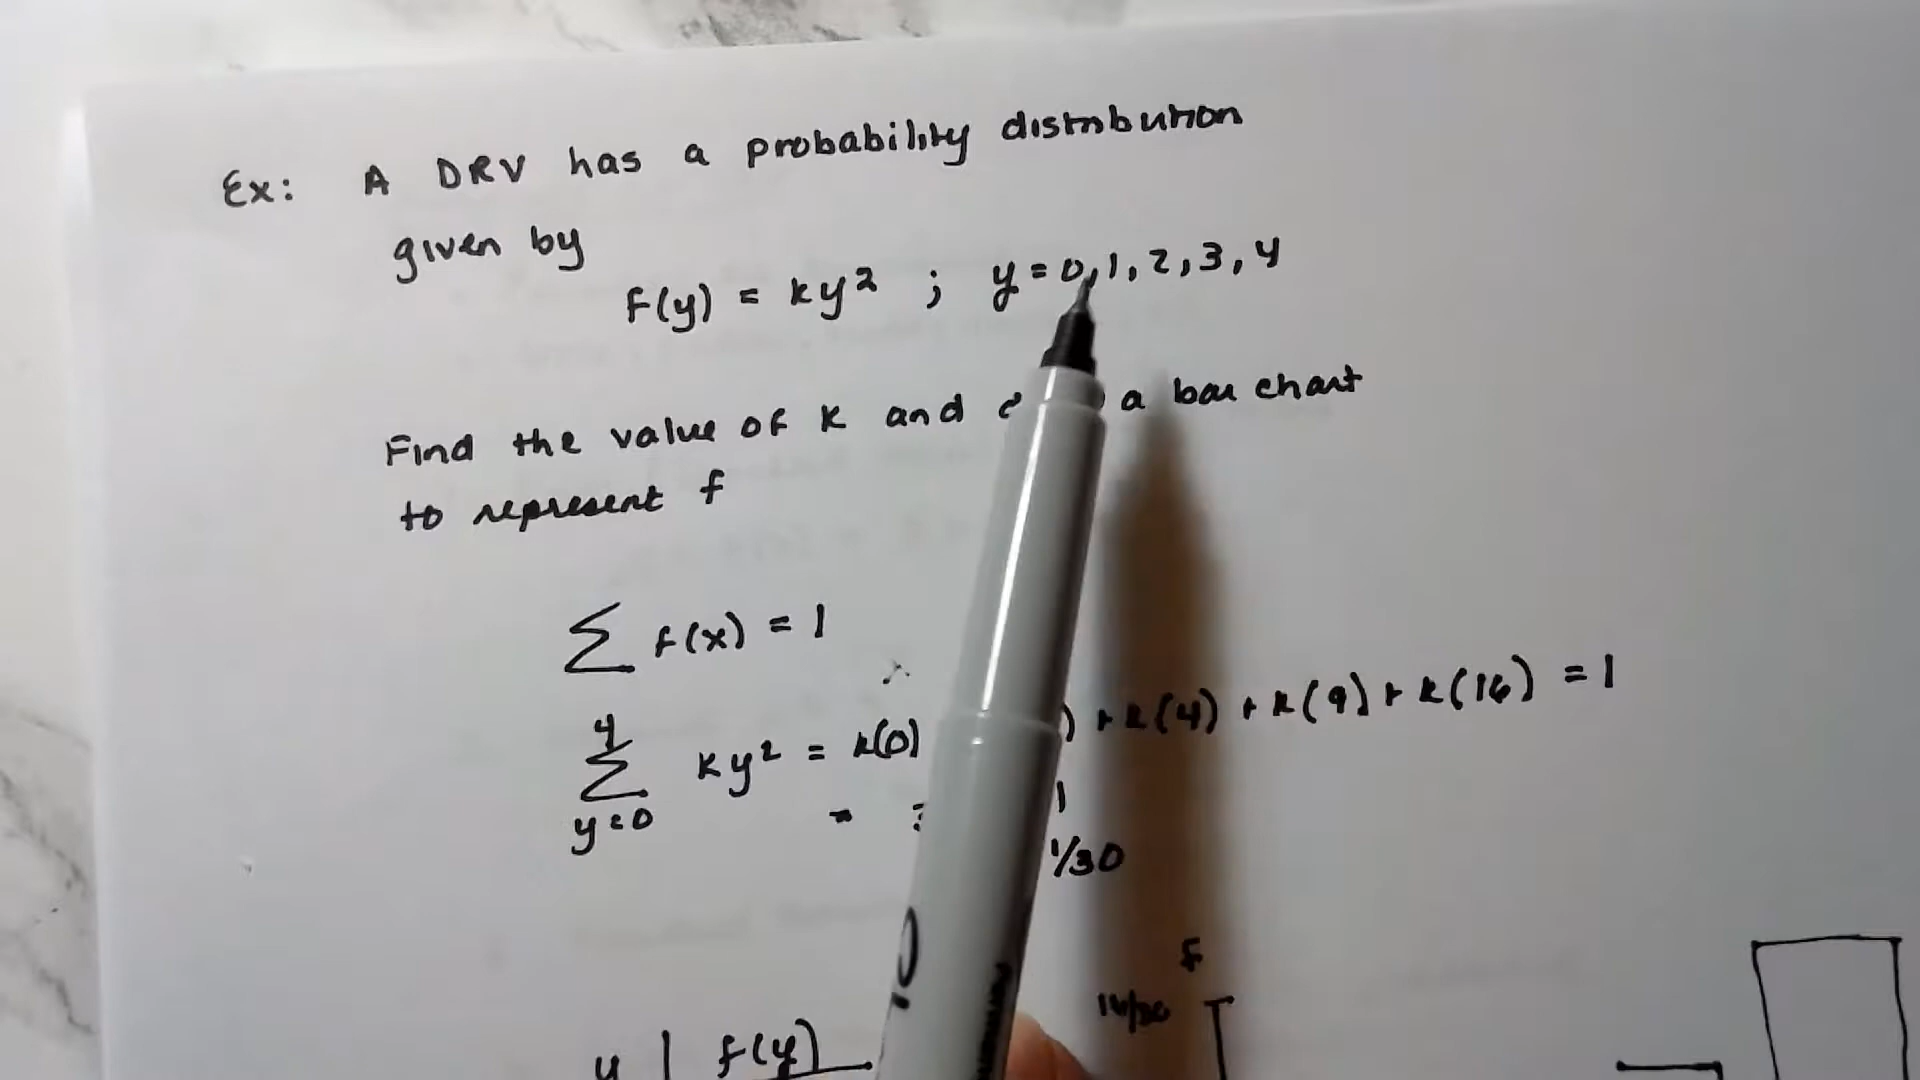 Ex: A DRV has a probability distribution
given by
f(y) = ky² ; y = 0, 1, 2, 3, 4
Find the value of k and a bar chart
to represent f
∑ f(x) = 1
4
∑ ky² = k(0) ) + k(4) + k(9) + k(16) = 1
y=0
= 1
1/30
f
16/30
y | f(y)